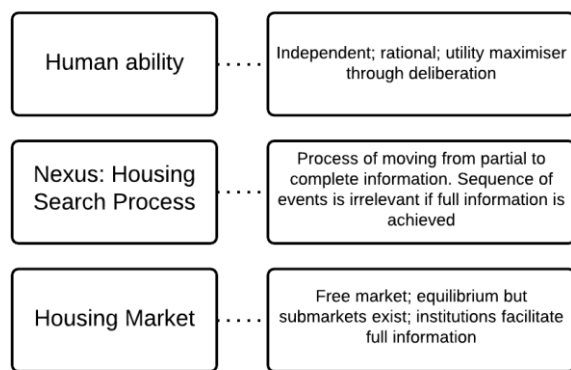 Human ability
Independent; rational; utility maximiser
through deliberation
Nexus: Housing
Search Process
Process of moving from partial to
complete information. Sequence of
events is irrelevant if full information is
achieved
Housing Market
Free market; equilibrium but
submarkets exist; institutions facilitate
full information